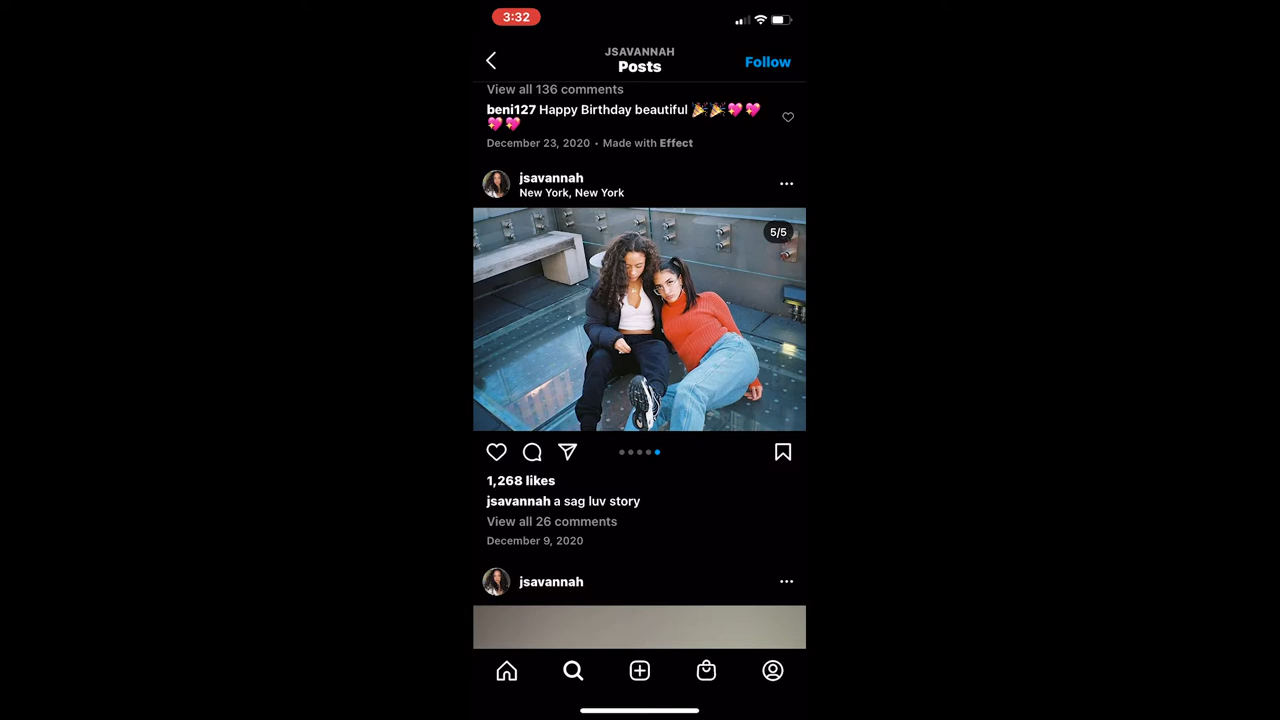 3:32
JSAVANNAH
Posts
Follow
View all 136 comments
beni127 Happy Birthday beautiful 🎉🎉💖💖
💖💖
December 23, 2020 • Made with Effect
jsavannah
New York, New York
5/5
1,268 likes
jsavannah a sag luv story
View all 26 comments
December 9, 2020
jsavannah